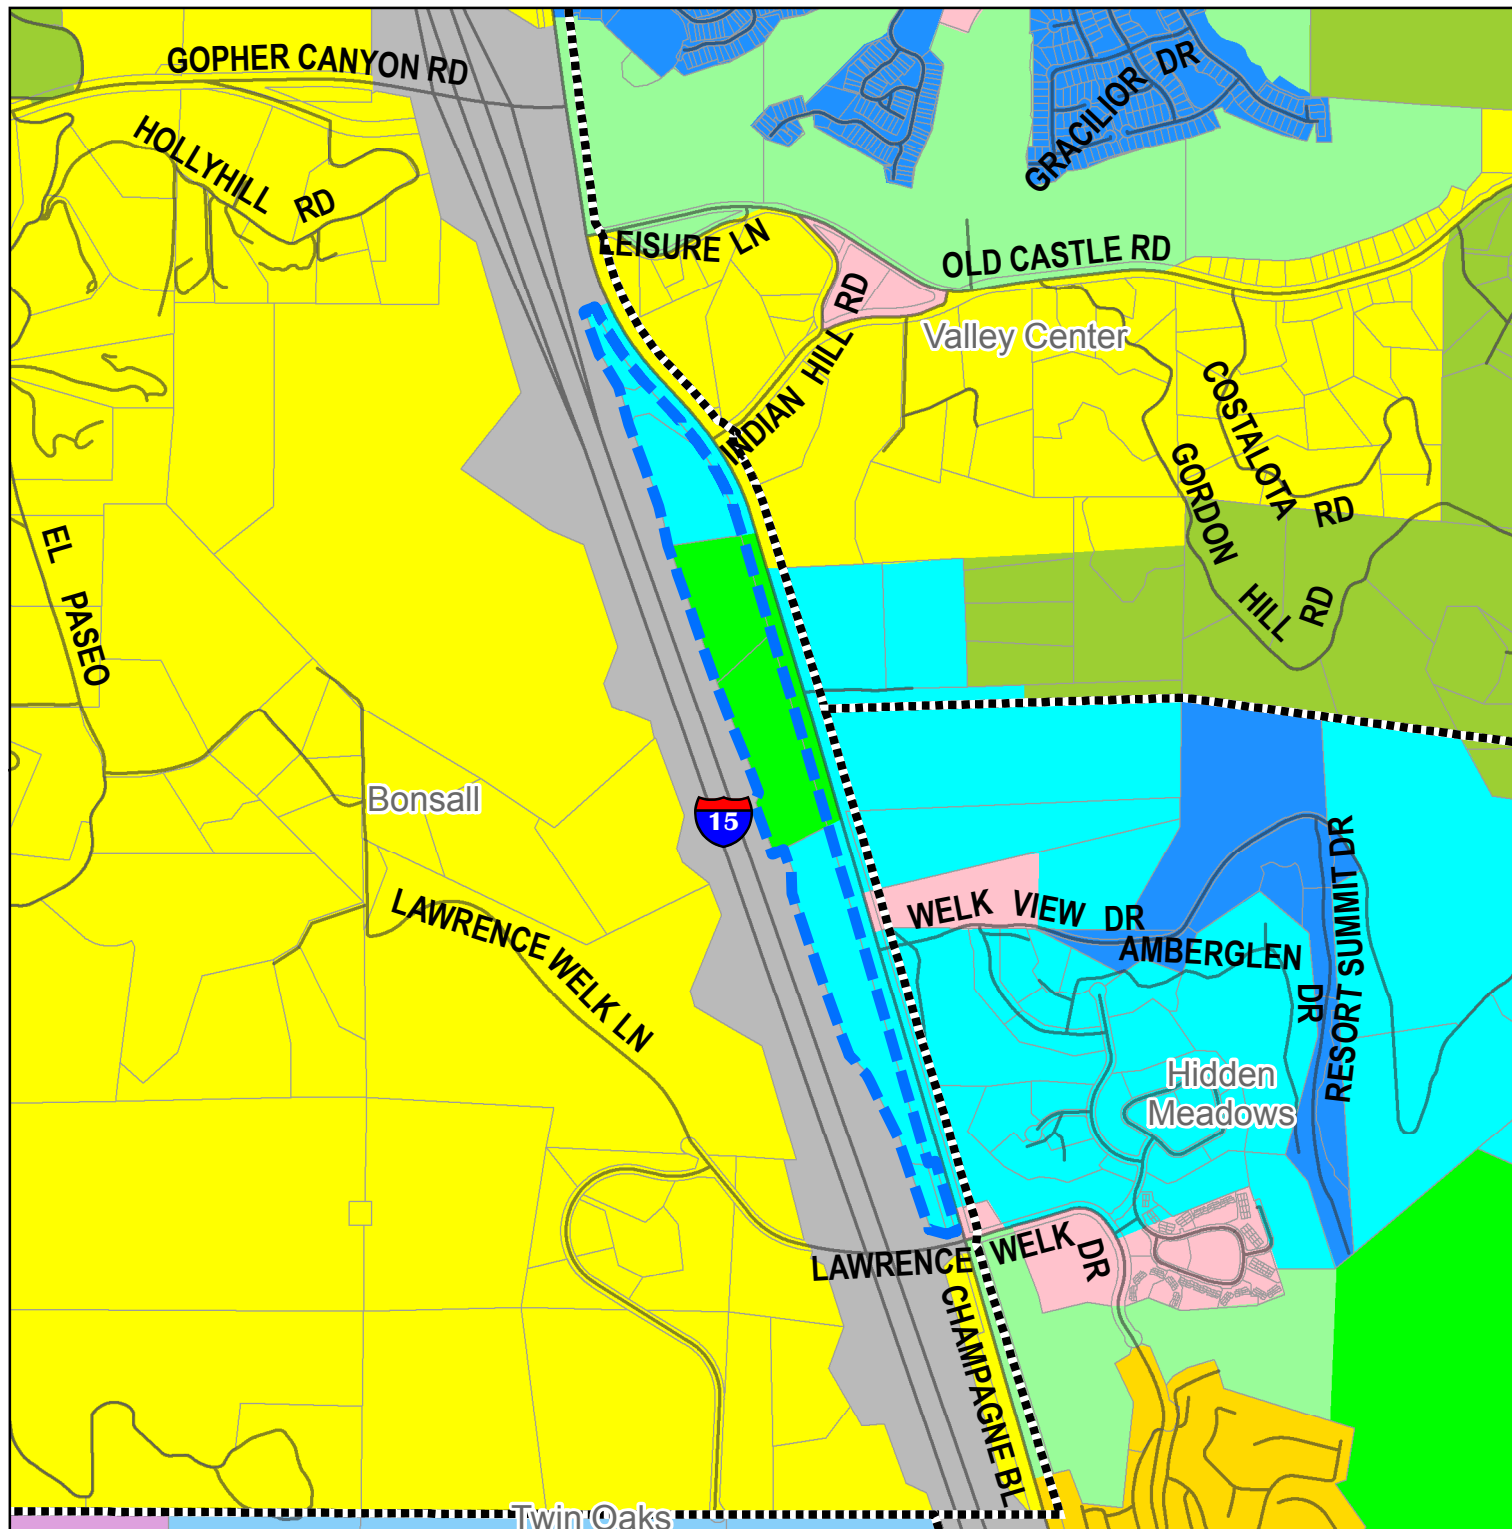 GOPHER CANYON RD
HOLLYHILL RD
GRACILIOR DR
LEISURE LN
OLD CASTLE RD
INDIAN HILL RD
Valley Center
COSTALOTA RD
GORDON HILL RD
EL PASEO
Bonsall
15
LAWRENCE WELK LN
WELK VIEW DR
AMBERGLEN DR
RESORT SUMMIT DR
Hidden
Meadows
LAWRENCE WELK DR
CHAMPAGNE BL
Twin Oaks